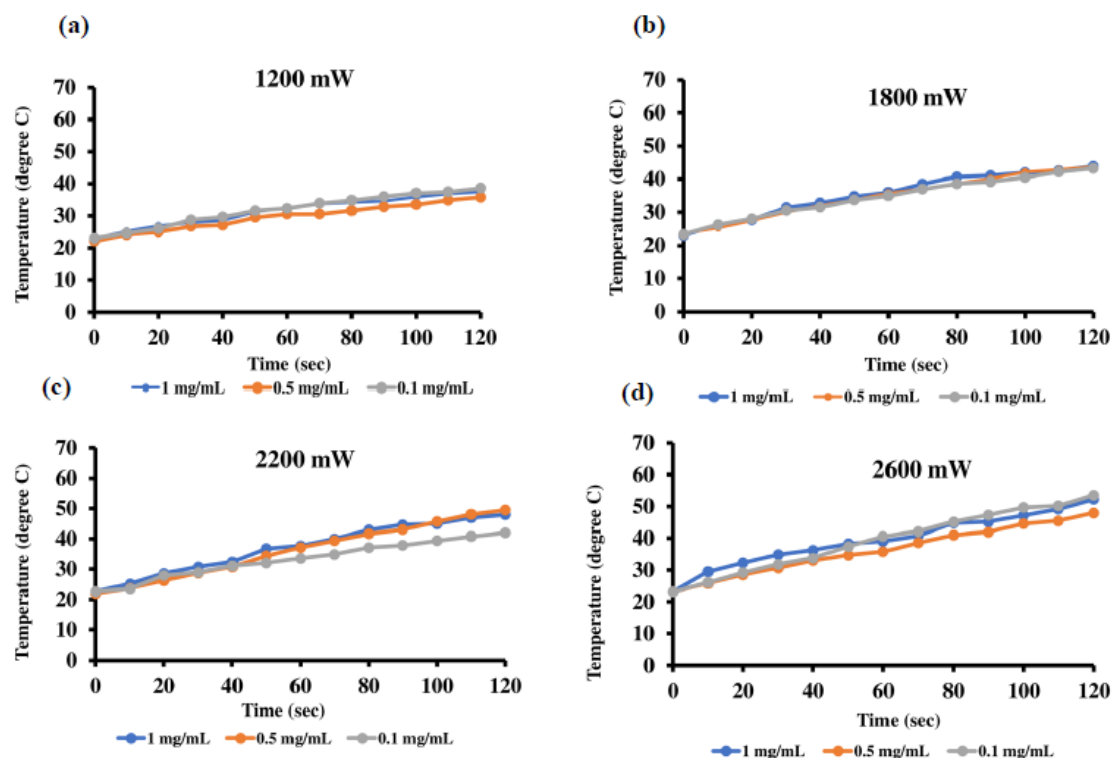 (a)
1200 mW
Temperature (degree C)
70
60
50
40
30
20
10
0
0 20 40 60 80 100 120
Time (sec)
1 mg/mL 0.5 mg/mL 0.1 mg/mL
(b)
1800 mW
Temperature (degree C)
70
60
50
40
30
20
10
0
0 20 40 60 80 100 120
Time (sec)
1 mg/mL 0.5 mg/mL 0.1 mg/mL
(c)
2200 mW
Temperature (degree C)
70
60
50
40
30
20
10
0
0 20 40 60 80 100 120
Time (sec)
1 mg/mL 0.5 mg/mL 0.1 mg/mL
(d)
2600 mW
Temperature (degree C)
70
60
50
40
30
20
10
0
0 20 40 60 80 100 120
Time (sec)
1 mg/mL 0.5 mg/mL 0.1 mg/mL